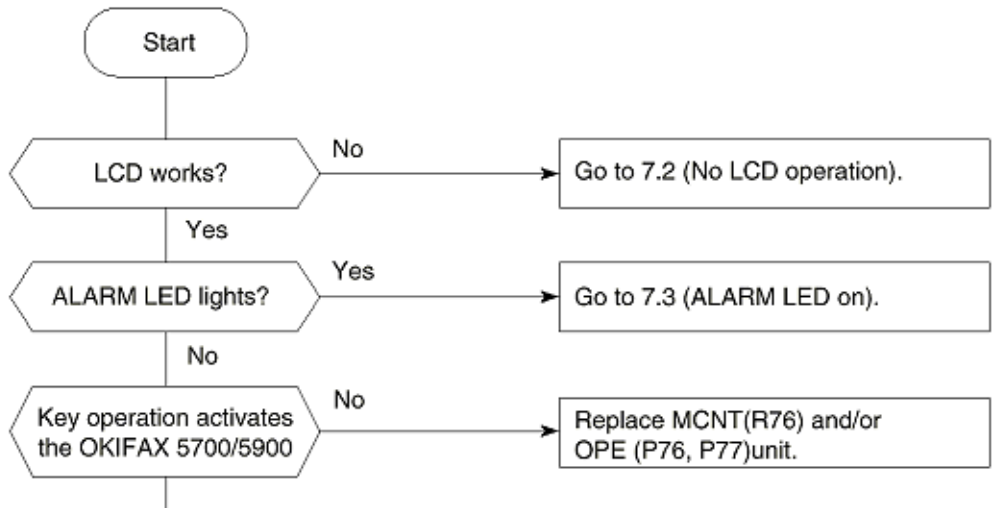 Start
LCD works?
No
Go to 7.2 (No LCD operation).
Yes
ALARM LED lights?
Yes
Go to 7.3 (ALARM LED on).
No
Key operation activates
the OKIFAX 5700/5900
No
Replace MCNT(R76) and/or
OPE (P76, P77)unit.